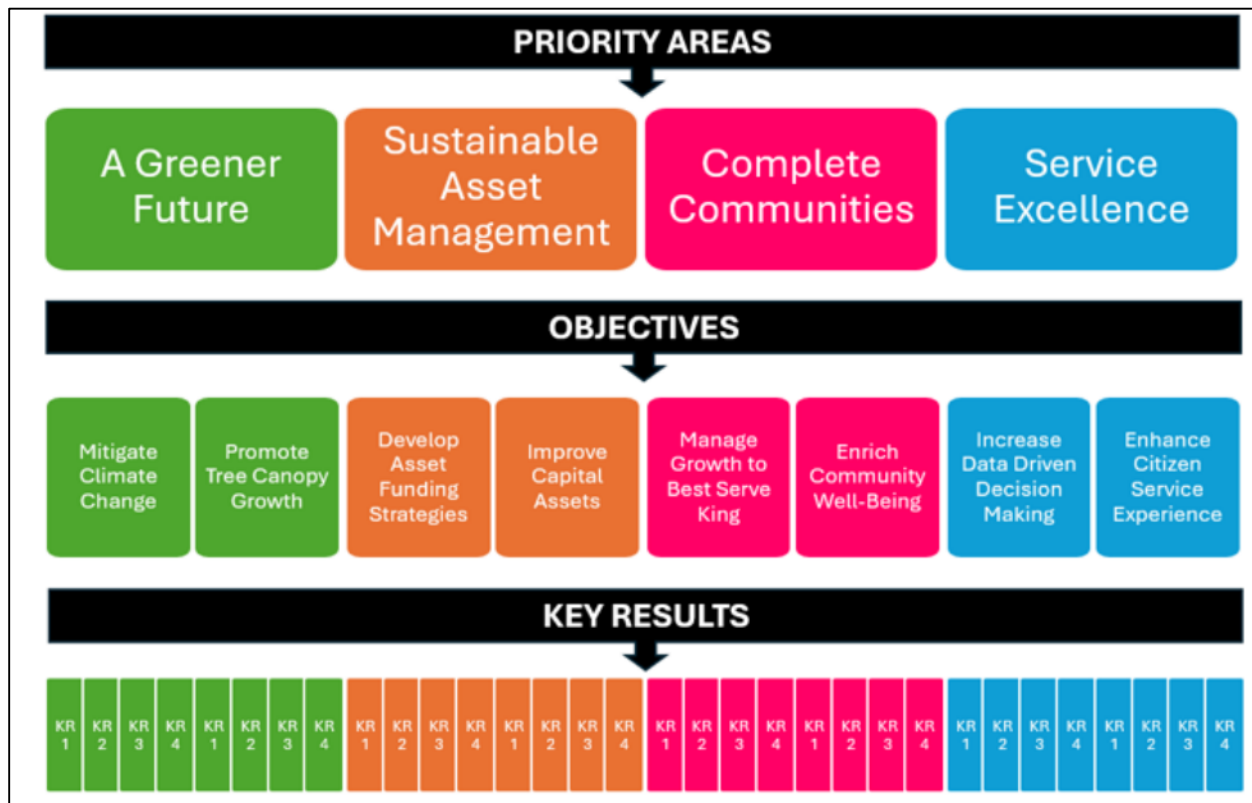 PRIORITY AREAS
A Greener
Future
Sustainable
Asset
Management
Complete
Communities
Service
Excellence
OBJECTIVES
Mitigate
Climate
Change
Promote
Tree Canopy
Growth
Develop
Asset
Funding
Strategies
Improve
Capital
Assets
Manage
Growth to
Best Serve
King
Enrich
Community
Well-Being
Increase
Data Driven
Decision
Making
Enhance
Citizen
Service
Experience
KEY RESULTS
KR
1
KR
2
KR
3
KR
4
KR
1
KR
2
KR
3
KR
4
KR
1
KR
2
KR
3
KR
4
KR
1
KR
2
KR
3
KR
4
KR
1
KR
2
KR
3
KR
4
KR
1
KR
2
KR
3
KR
4
KR
1
KR
2
KR
3
KR
4
KR
1
KR
2
KR
3
KR
4